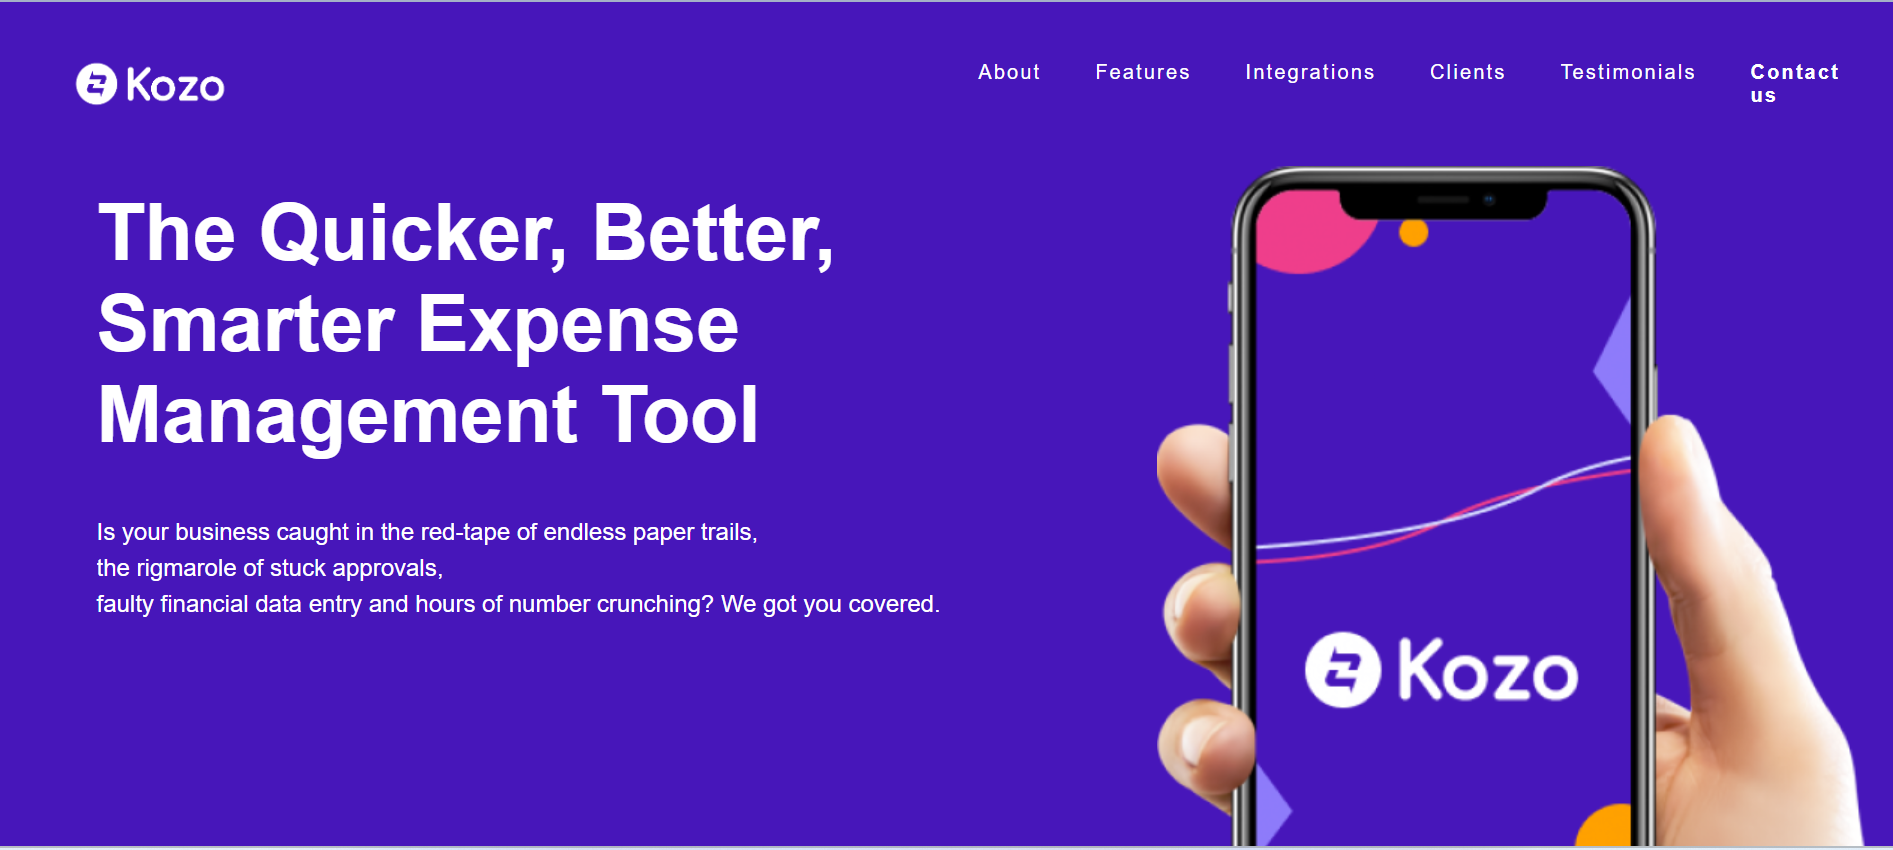 Kozo
About
Features
Integrations
Clients
Testimonials
Contact
us
The Quicker, Better,
Smarter Expense
Management Tool
Is your business caught in the red-tape of endless paper trails,
the rigmarole of stuck approvals,
faulty financial data entry and hours of number crunching? We got you covered.
Kozo